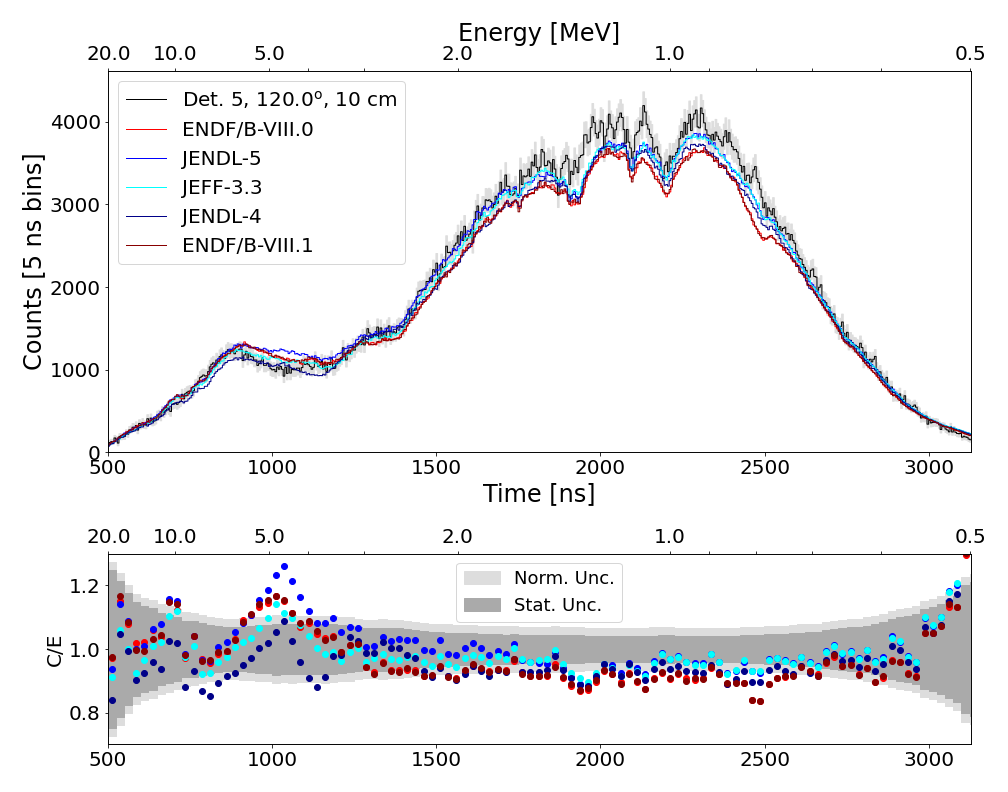 Energy [MeV]
20.0 10.0 5.0 2.0 1.0 0.5
Counts [5 ns bins]
4000
3000
2000
1000
0
Det. 5, 120.0°, 10 cm
ENDF/B-VIII.0
JENDL-5
JEFF-3.3
JENDL-4
ENDF/B-VIII.1
500 1000 1500 2000 2500 3000
Time [ns]
20.0 10.0 5.0 2.0 1.0 0.5
C/E
1.2
1.0
0.8
Norm. Unc.
Stat. Unc.
500 1000 1500 2000 2500 3000